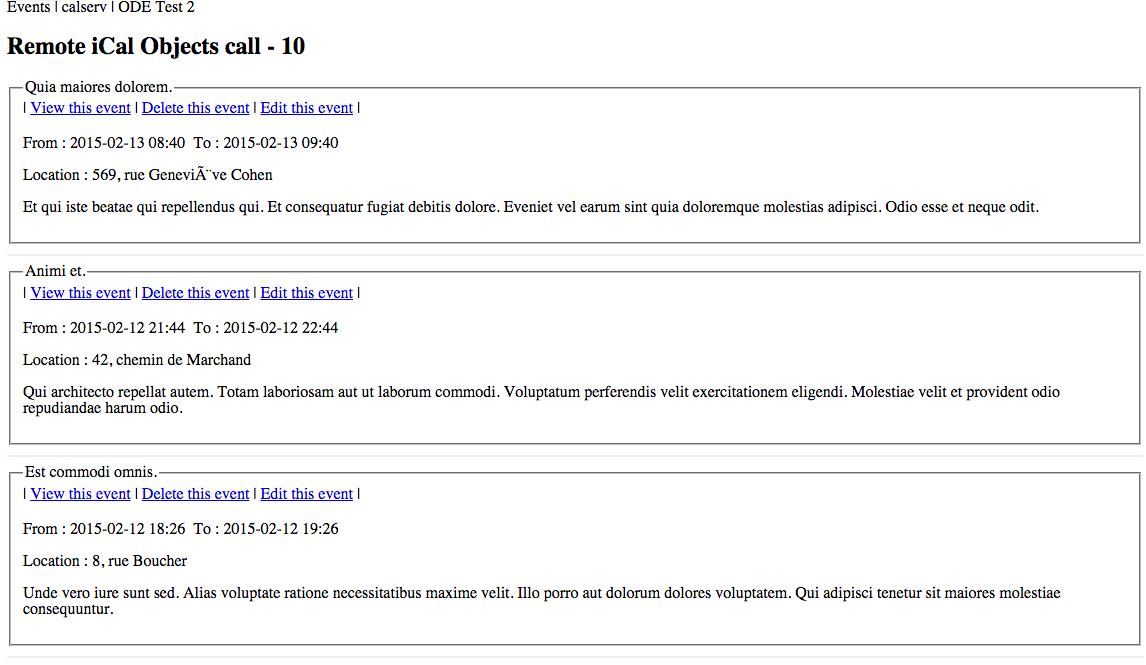 Events | calserv | ODE Test 2
Remote iCal Objects call - 10
Quia maiores dolorem.
| View this event | Delete this event | Edit this event |
From : 2015-02-13 08:40  To : 2015-02-13 09:40
Location : 569, rue GeneviÃ¨ve Cohen
Et qui iste beatae qui repellendus qui. Et consequatur fugiat debitis dolore. Eveniet vel earum sint quia doloremque molestias adipisci. Odio esse et neque odit.
Animi et.
| View this event | Delete this event | Edit this event |
From : 2015-02-12 21:44  To : 2015-02-12 22:44
Location : 42, chemin de Marchand
Qui architecto repellat autem. Totam laboriosam aut ut laborum commodi. Voluptatum perferendis velit exercitationem eligendi. Molestiae velit et provident odio
repudiandae harum odio.
Est commodi omnis.
| View this event | Delete this event | Edit this event |
From : 2015-02-12 18:26  To : 2015-02-12 19:26
Location : 8, rue Boucher
Unde vero iure sunt sed. Alias voluptate ratione necessitatibus maxime velit. Illo porro aut dolorum dolores voluptatem. Qui adipisci tenetur sit maiores molestiae
consequuntur.